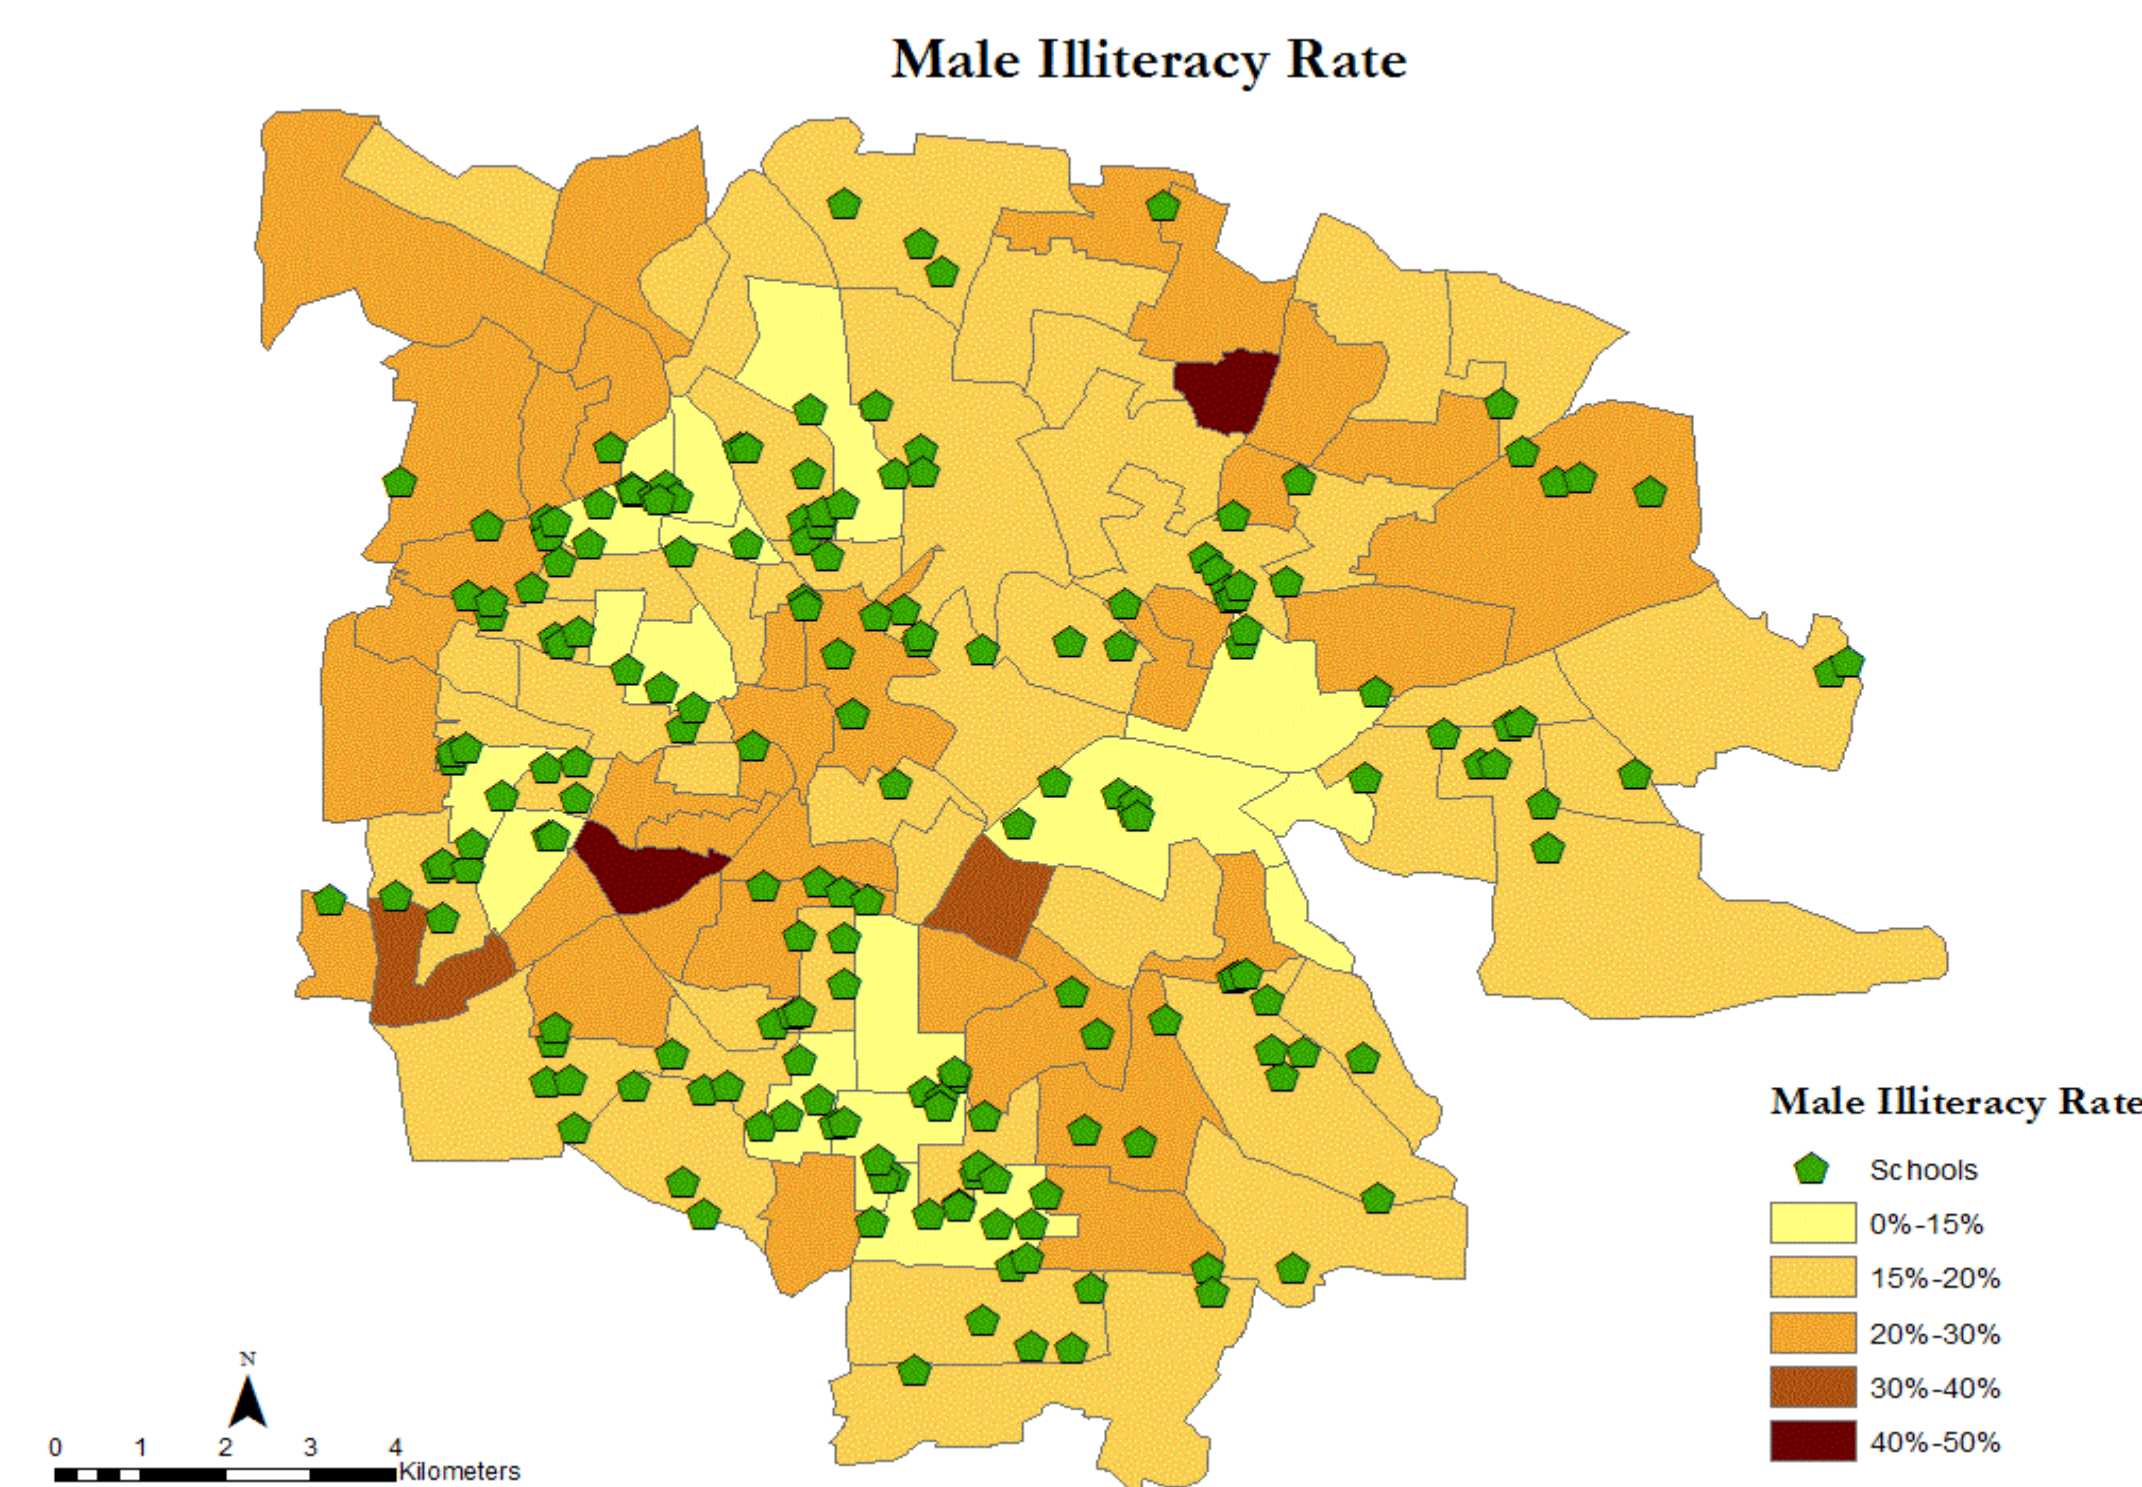 Male Illiteracy Rate
Male Illiteracy Rate
Schools
0%-15%
15%-20%
20%-30%
30%-40%
40%-50%
N
0 1 2 3 4
Kilometers